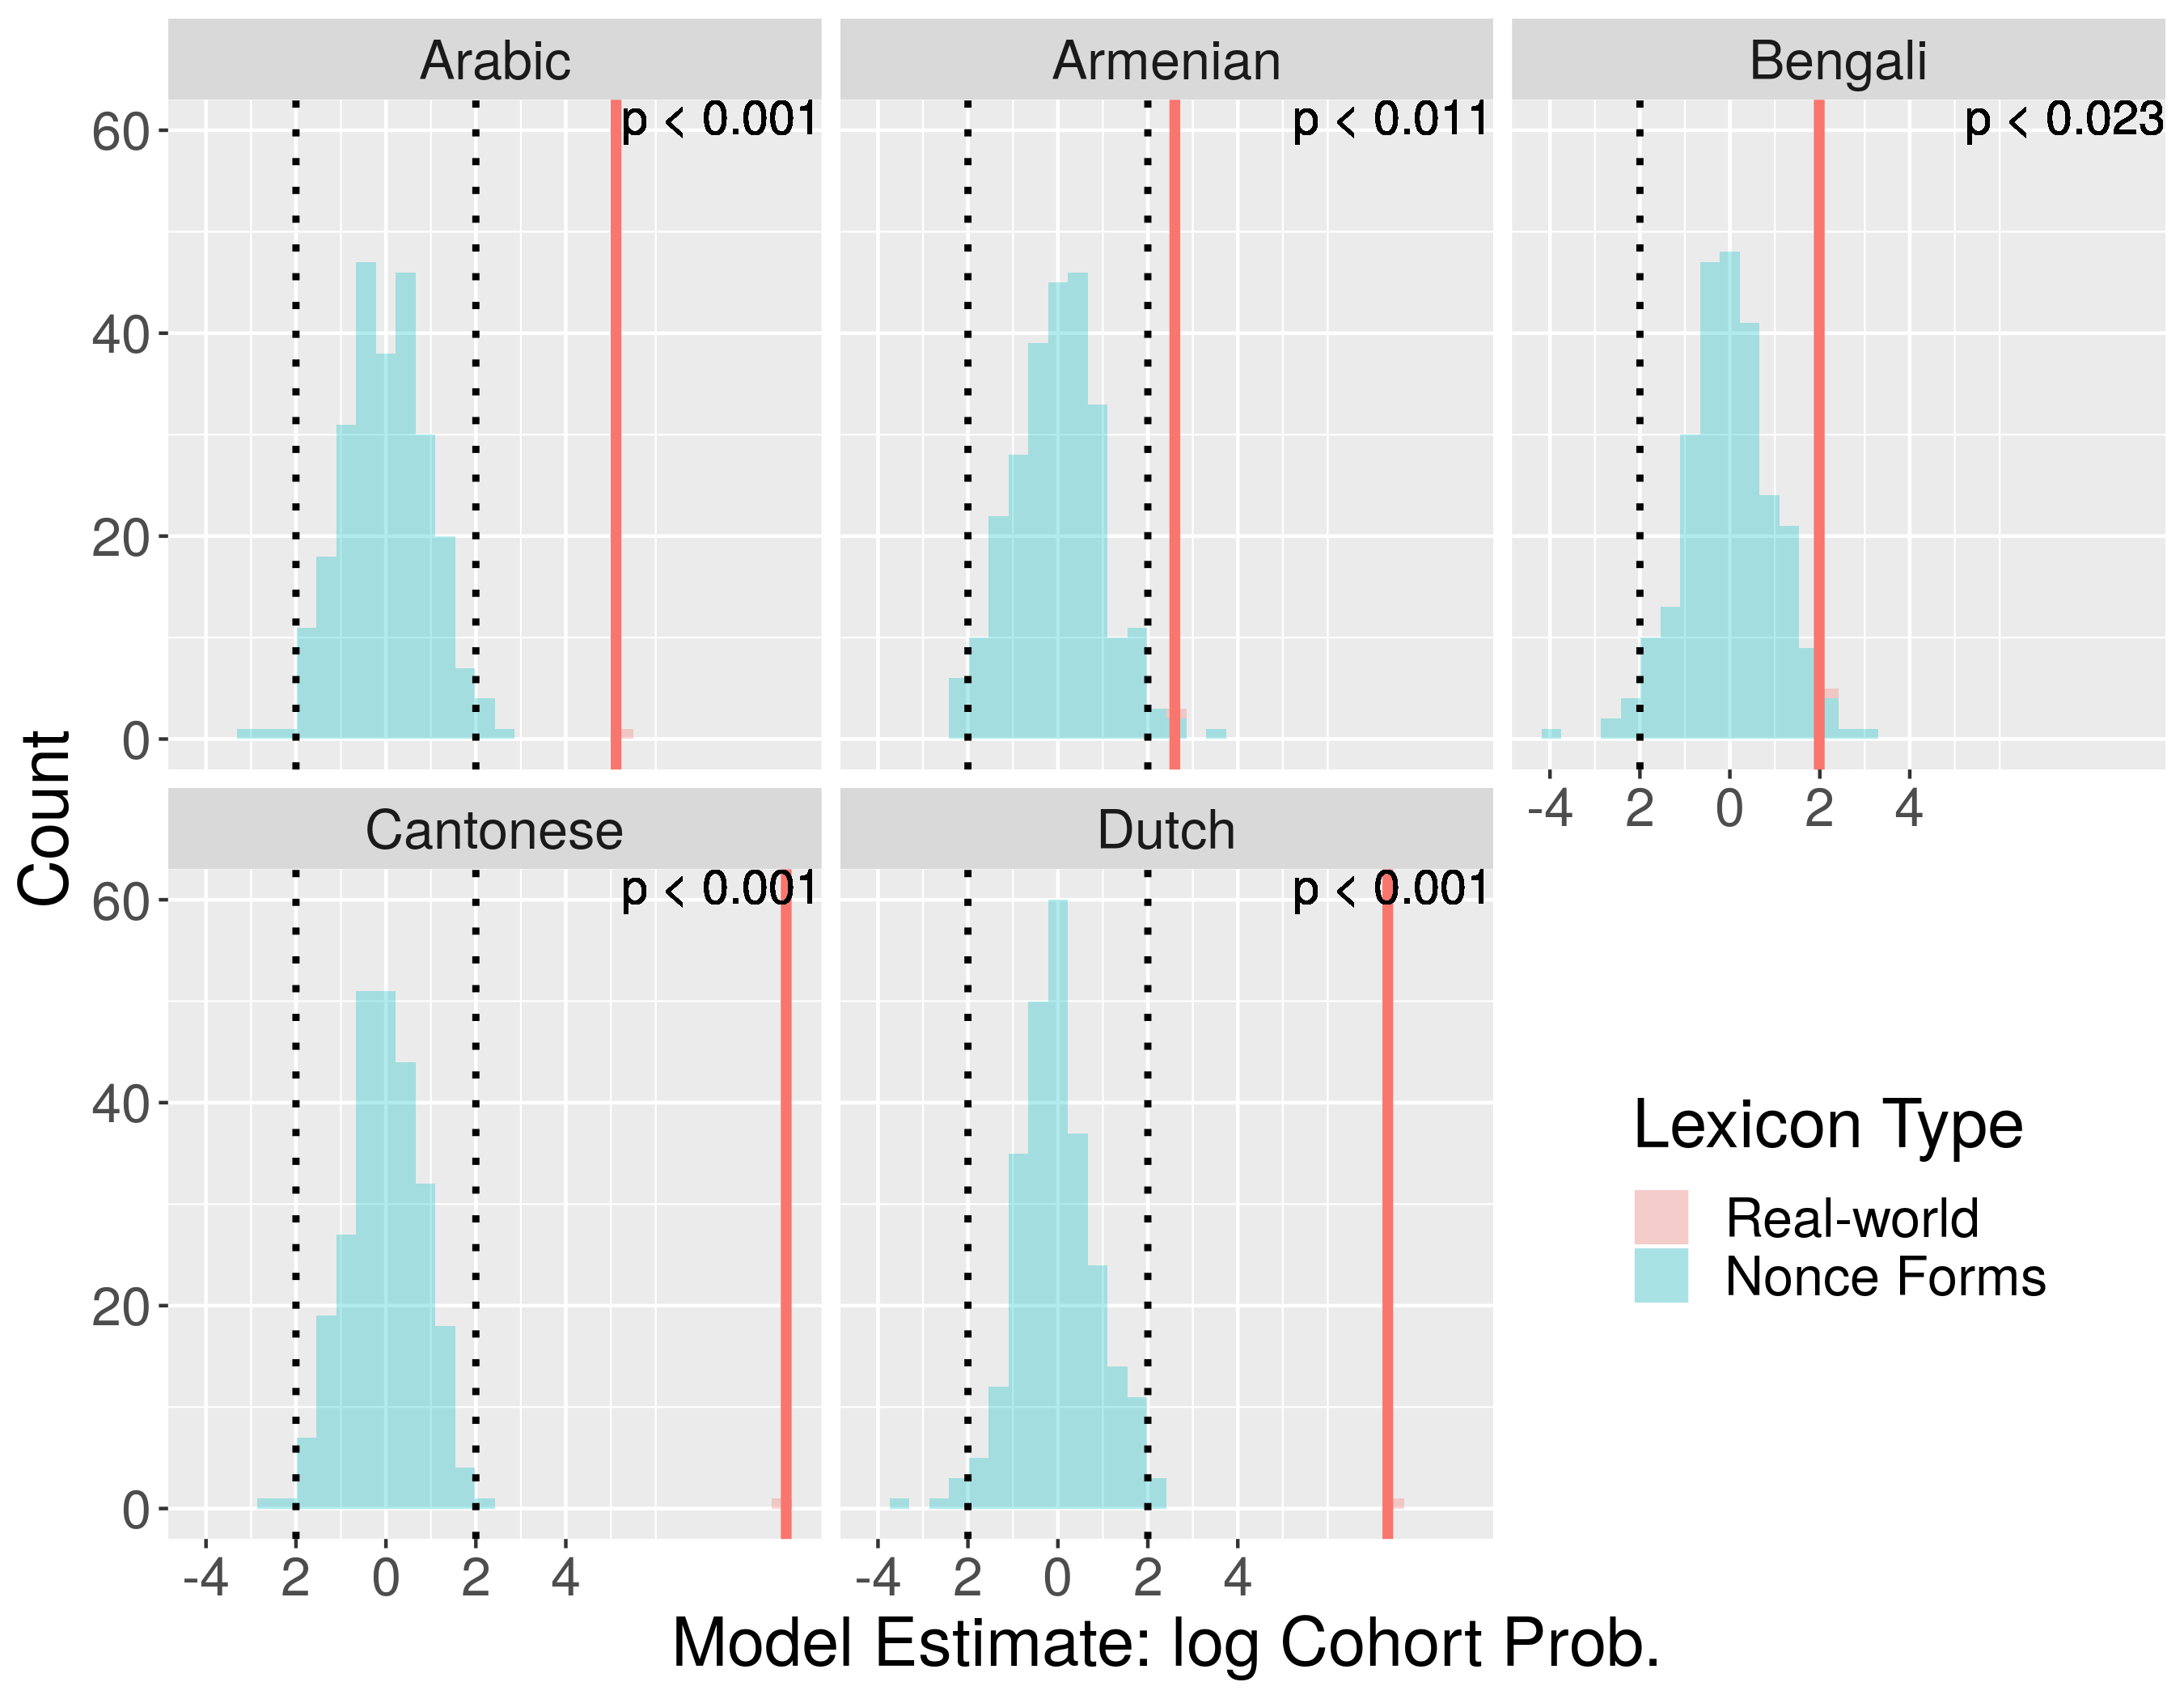 Arabic
Armenian
Bengali
p < 0.001
p < 0.011
p < 0.023
60
40
20
0
-4 2 0 2 4
Cantonese
Dutch
p < 0.001
p < 0.001
60
40
20
0
-4 2 0 2 4
-4 2 0 2 4
Count
Model Estimate: log Cohort Prob.
Lexicon Type
Real-world
Nonce Forms